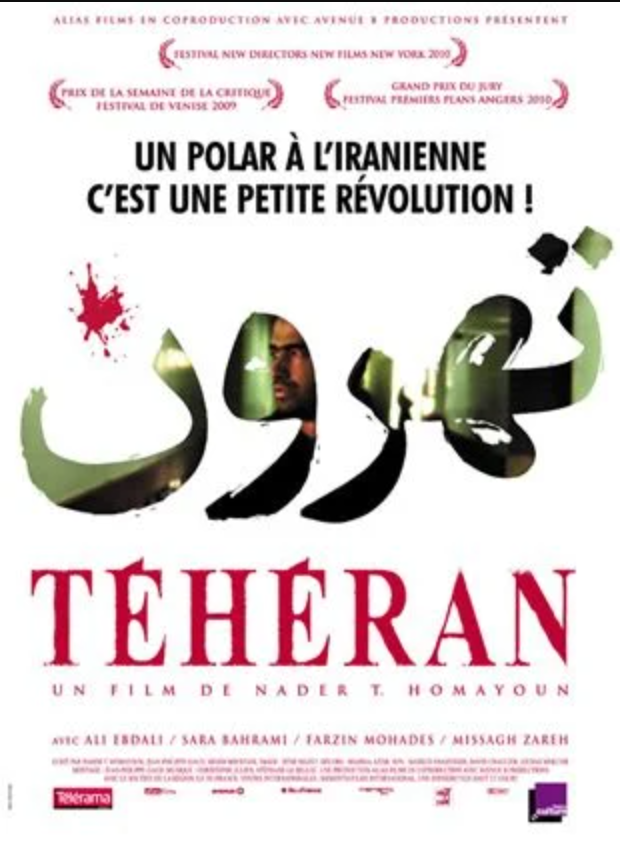 ALIAS FILMS EN COPRODUCTION AVEC AVENUE B PRODUCTIONS PRÉSENTENT
FESTIVAL NEW DIRECTORS NEW FILMS NEW YORK 2010
PRIX DE LA SEMAINE DE LA CRITIQUE
FESTIVAL DE VENISE 2009
GRAND PRIX DU JURY
FESTIVAL PREMIERS PLANS ANGERS 2010
UN POLAR À L'IRANIENNE
C'EST UNE PETITE RÉVOLUTION !
تهرون
TÉHÉRAN
UN FILM DE NADER T. HOMAYOUN
AVEC ALI EBDALI / SARA BAHRAMI / FARZIN MOHADES / MISSAGH ZAREH
Télérama